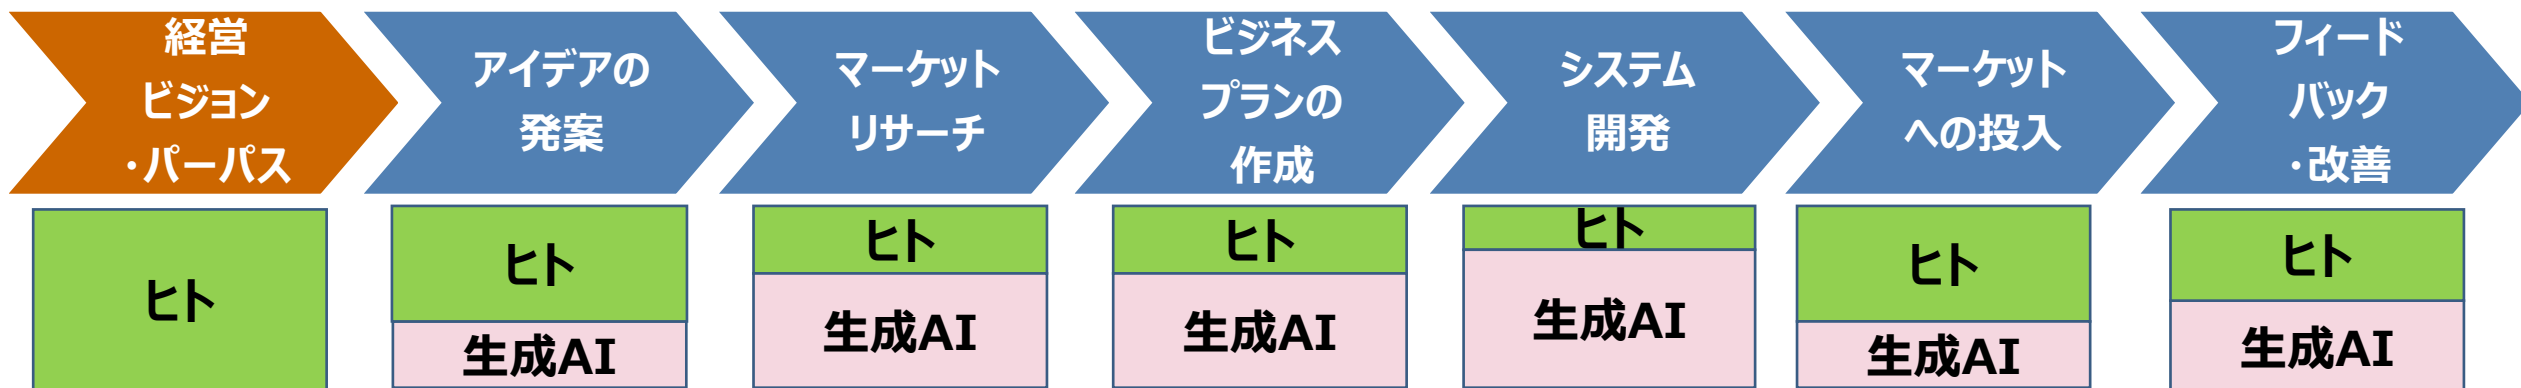 経営
ビジョン
・パーパス
アイデアの
発案
マーケット
リサーチ
ビジネス
プランの
作成
システム
開発
マーケット
への投入
フィード
バック
・改善
ヒト
ヒト
生成AI
ヒト
生成AI
ヒト
生成AI
ヒト
生成AI
ヒト
生成AI
ヒト
生成AI